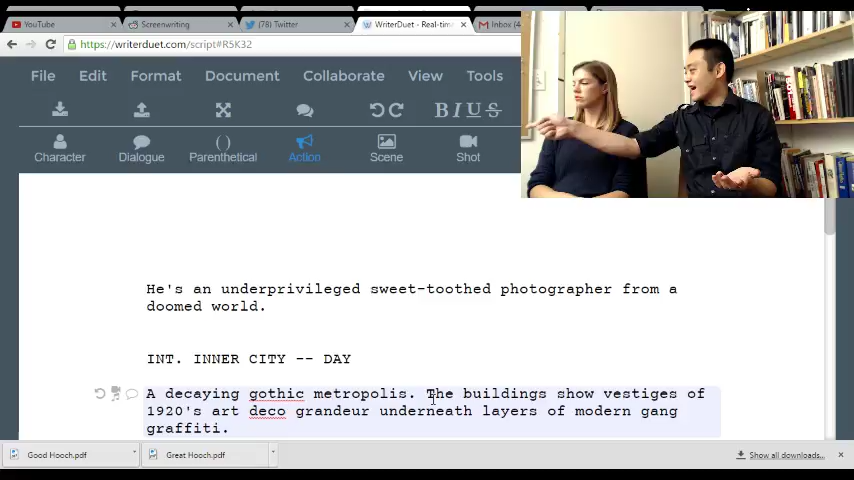 YouTube
Screenwriting
(78) Twitter
WriterDuet - Real-time
Inbox (4
https://writerduet.com/script#R5K32
File Edit Format Document Collaborate View Tools
B I U S
Character Dialogue Parenthetical Action Scene Shot
He's an underprivileged sweet-toothed photographer from a
doomed world.
INT. INNER CITY -- DAY
A decaying gothic metropolis. The buildings show vestiges of
1920's art deco grandeur underneath layers of modern gang
graffiti.
Good Hooch.pdf
Great Hooch.pdf
Show all downloads...